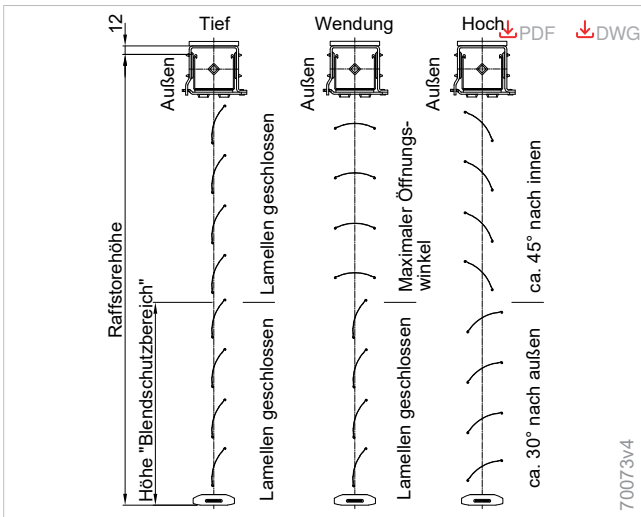 Tief
Wendung
Hoch
PDF
DWG
12
Außen
Außen
Außen
Raffstorehöhe
Höhe "Blendschutzbereich"
Lamellen geschlossen
Lamellen geschlossen
Maximaler Öffnungs-
winkel
Lamellen geschlossen
ca. 45° nach innen
ca. 30° nach außen
70073v4